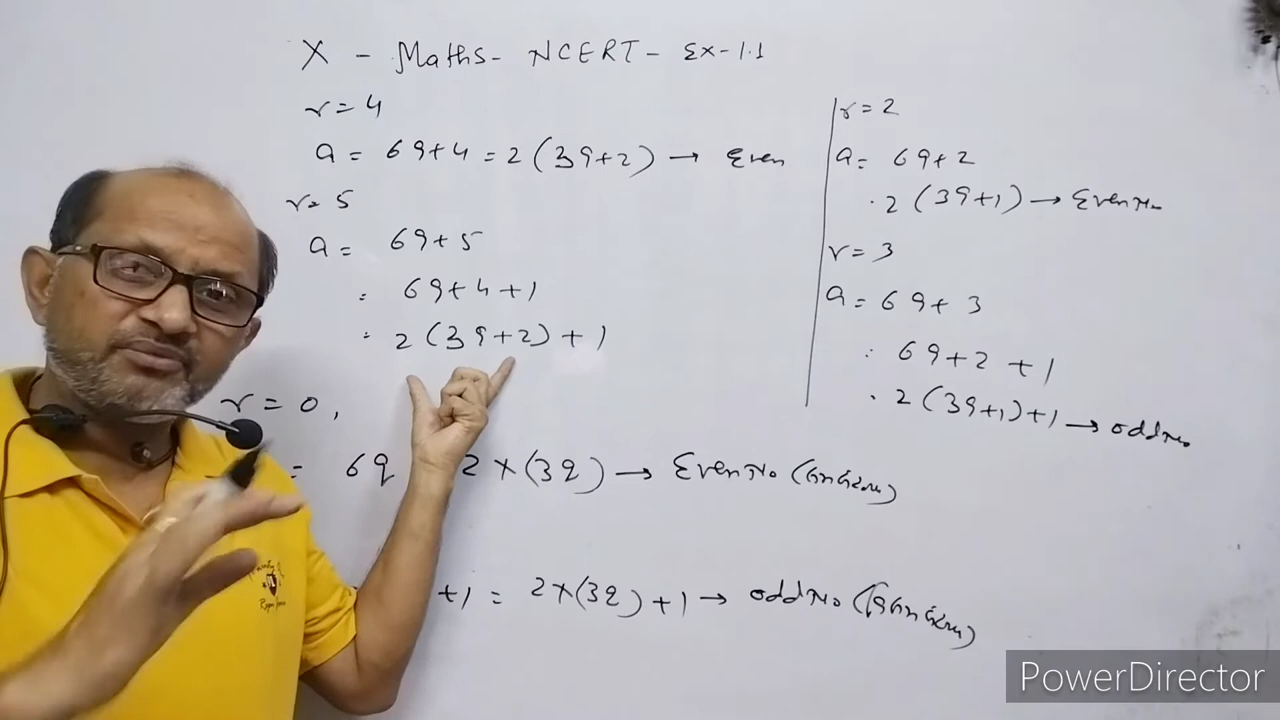 X - Maths - NCERT - Ex-1.1
r = 4
a = 6q+4 = 2(3q+2) → Even
r = 5
a = 6q+5
= 6q+4+1
= 2(3q+2)+1
r = 2
a = 6q+2
= 2(3q+1) → Even No
r = 3
a = 6q+3
= 6q+2+1
= 2(3q+1)+1 → odd No
r = 0,
= 6q 2×(3q) → Even No
+1 = 2×(3q)+1 → odd No
PowerDirector